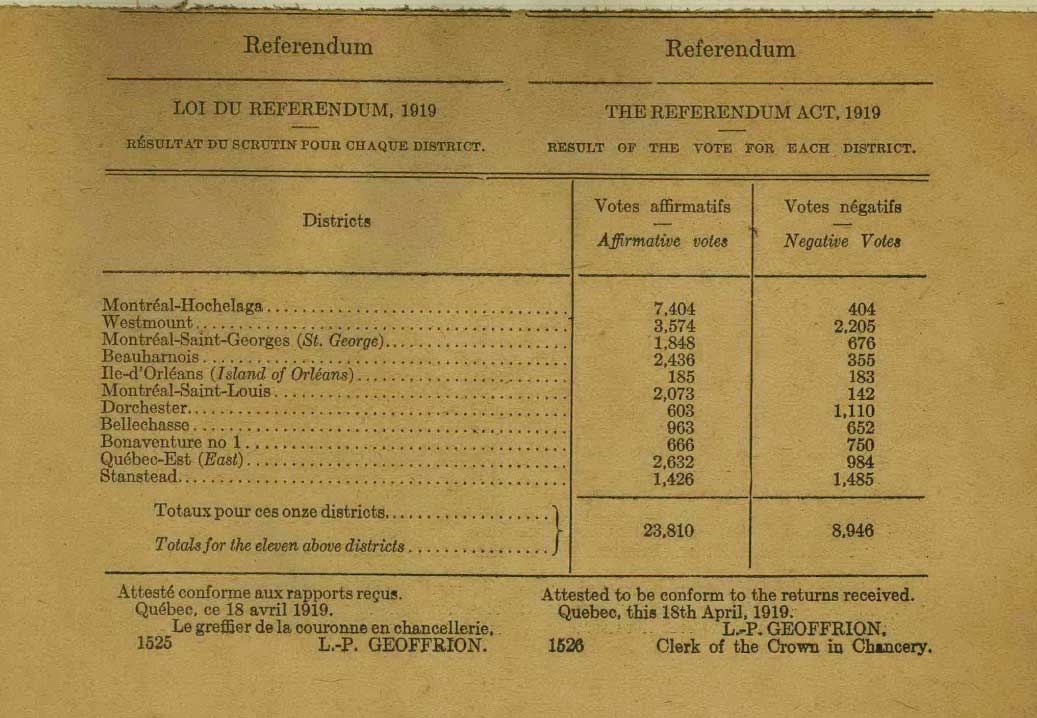 Referendum
LOI DU REFERENDUM, 1919
RÉSULTAT DU SCRUTIN POUR CHAQUE DISTRICT.
Referendum
THE REFERENDUM ACT, 1919
RESULT OF THE VOTE FOR EACH DISTRICT.
Districts
Votes affirmatifs
Affirmative votes
Votes négatifs
Negative Votes
Montréal-Hochelaga 7,404 404
Westmount 3,574 2,205
Montréal-Saint-Georges (St. George) 1,848 676
Beauharnois 2,436 355
Ile-d'Orléans (Island of Orléans) 185 183
Montréal-Saint-Louis 2,073 142
Dorchester 603 1,110
Bellechasse 963 652
Bonaventure no 1 666 750
Québec-Est (East) 2,632 984
Stanstead 1,426 1,485
Totaux pour ces onze districts
Totals for the eleven above districts
23,810 8,946
Attesté conforme aux rapports reçus.
Québec, ce 18 avril 1919.
Le greffier de la couronne en chancellerie,
1525 L.-P. GEOFFRION.
Attested to be conform to the returns received.
Quebec, this 18th April, 1919.
L.-P. GEOFFRION,
1526 Clerk of the Crown in Chancery.